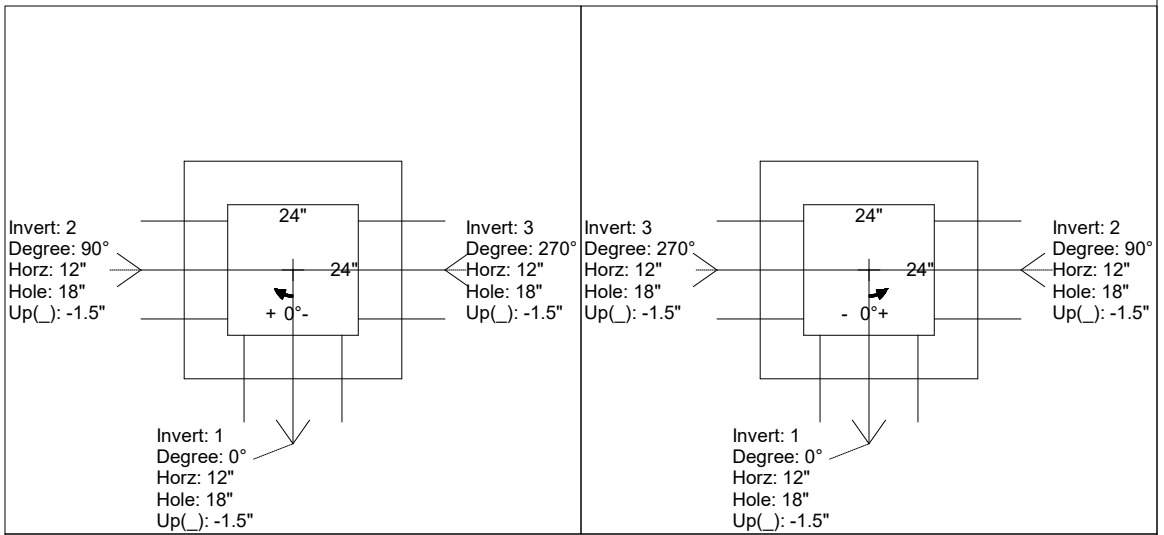 24"
Invert: 2
Degree: 90°
Horz: 12"
Hole: 18"
Up(_): -1.5"
24"
+ 0°-
Invert: 3
Degree: 270°
Horz: 12"
Hole: 18"
Up(_): -1.5"
Invert: 1
Degree: 0°
Horz: 12"
Hole: 18"
Up(_): -1.5"
24"
Invert: 3
Degree: 270°
Horz: 12"
Hole: 18"
Up(_): -1.5"
24"
- 0°+
Invert: 2
Degree: 90°
Horz: 12"
Hole: 18"
Up(_): -1.5"
Invert: 1
Degree: 0°
Horz: 12"
Hole: 18"
Up(_): -1.5"